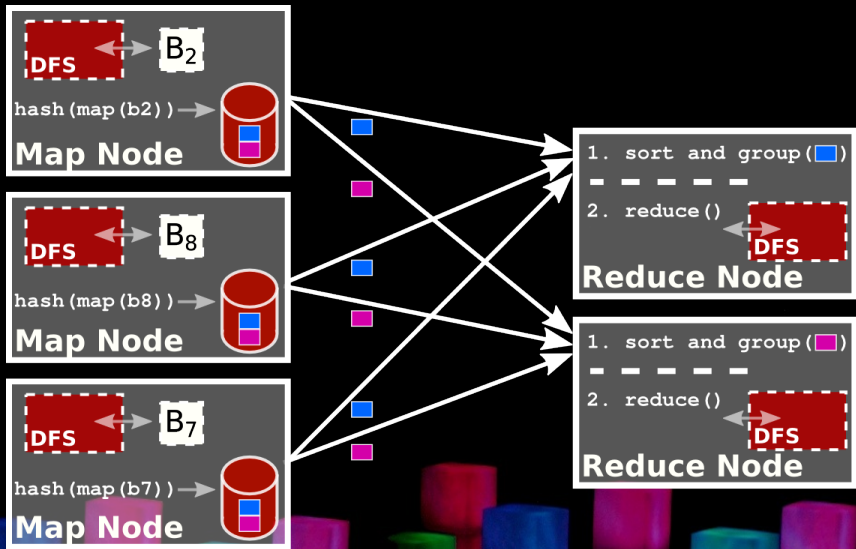 DFS
B2
hash(map(b2))
Map Node
DFS
B8
hash(map(b8))
Map Node
DFS
B7
hash(map(b7))
Map Node
1. sort and group( )
2. reduce()
DFS
Reduce Node
1. sort and group( )
2. reduce()
DFS
Reduce Node